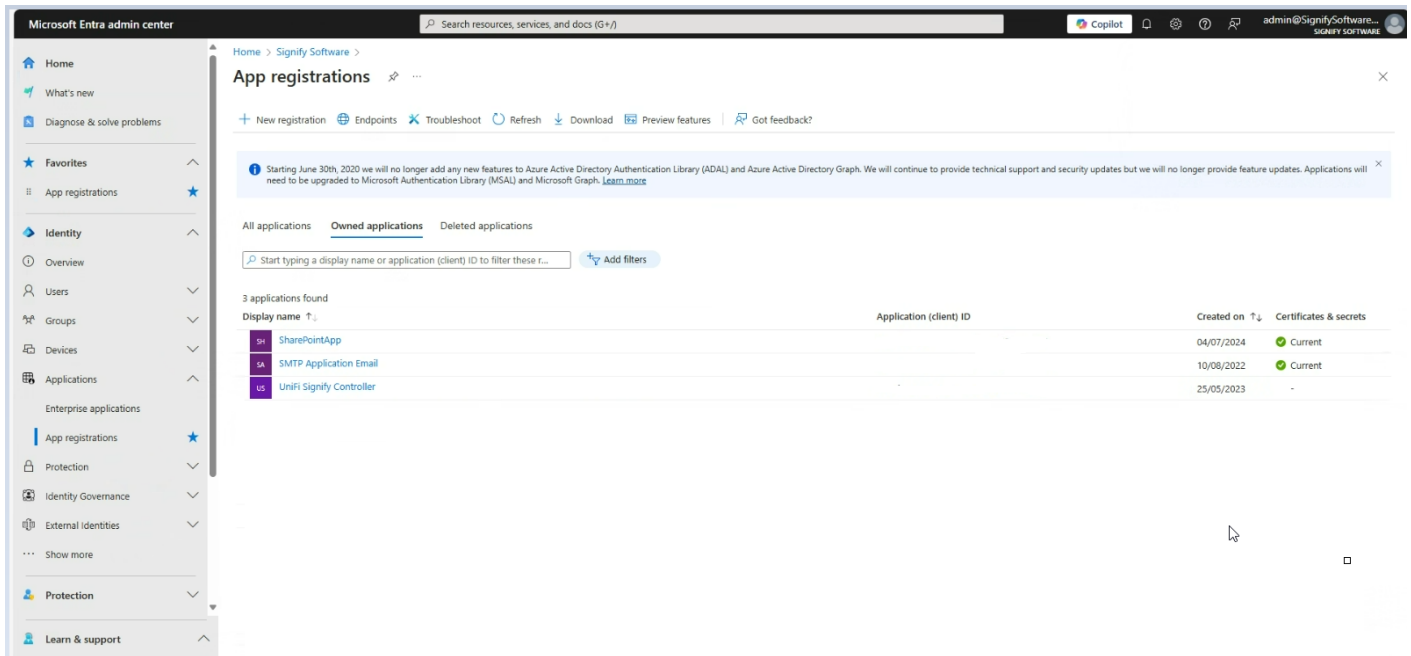 Microsoft Entra admin center
Search resources, services, and docs (G+/)
Copilot
admin@SignifySoftware...
SIGNIFY SOFTWARE
Home
What's new
Diagnose & solve problems
Favorites
App registrations
Identity
Overview
Users
Groups
Devices
Applications
Enterprise applications
App registrations
Protection
Identity Governance
External Identities
Show more
Protection
Learn & support
Home > Signify Software >
App registrations
New registration Endpoints Troubleshoot Refresh Download Preview features Got feedback?
Starting June 30th, 2020 we will no longer add any new features to Azure Active Directory Authentication Library (ADAL) and Azure Active Directory Graph. We will continue to provide technical support and security updates but we will no longer provide feature updates. Applications will
need to be upgraded to Microsoft Authentication Library (MSAL) and Microsoft Graph. Learn more
All applications Owned applications Deleted applications
Start typing a display name or application (client) ID to filter these r...
Add filters
3 applications found
Display name ↑↓ Application (client) ID Created on ↑↓ Certificates & secrets
SH SharePointApp 04/07/2024 Current
SA SMTP Application Email 10/08/2022 Current
US UniFi Signify Controller 25/05/2023 -